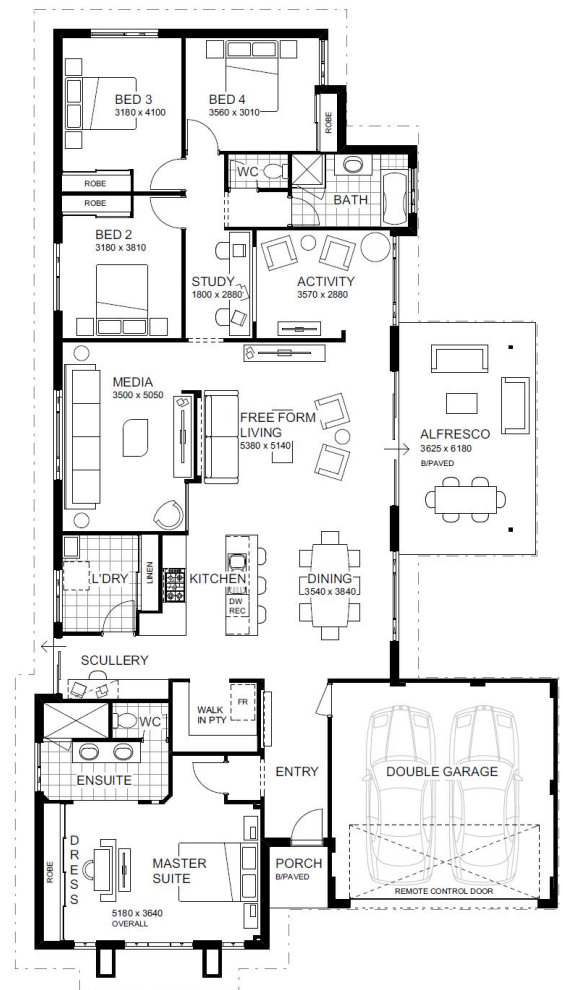 BED 3
3180 x 4100
BED 4
3560 x 3010
ROBE
ROBE
ROBE
WC
BATH
BED 2
3180 x 3810
STUDY
1800 x 2880
ACTIVITY
3570 x 2880
MEDIA
3500 x 5050
FREE FORM
LIVING
5380 x 5140
ALFRESCO
3625 x 6180
B/PAVED
L'DRY
LINEN
KITCHEN
DW
REC
DINING
3540 x 3840
SCULLERY
WC
WALK
IN PTY
FR
ENSUITE
ENTRY
DOUBLE GARAGE
ROBE
DRESS
MASTER
SUITE
5180 x 3640
OVERALL
PORCH
B/PAVED
REMOTE CONTROL DOOR